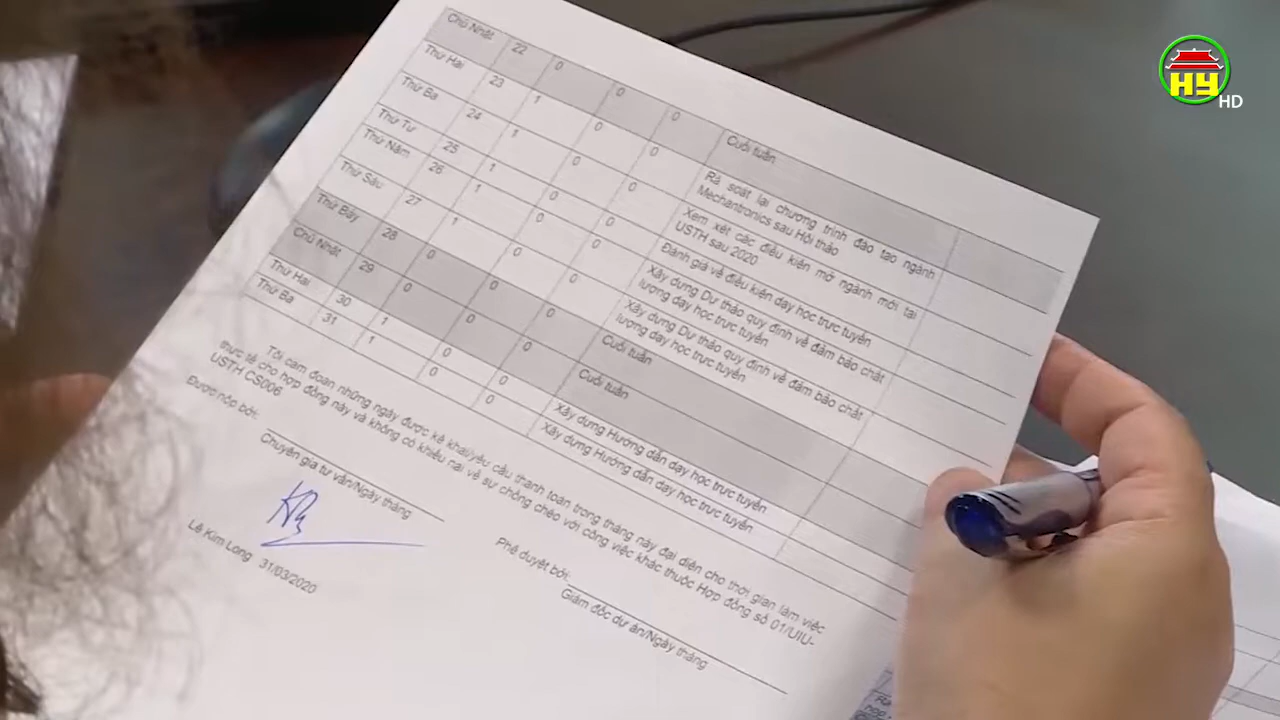 HY
HD
Chủ Nhật 22 0 0 0 Cuối tuần
Thứ Hai 23 1 0 0 Rà soát lại chương trình đào tạo ngành
Mechantronics sau Hội thảo
Thứ Ba 24 1 0 0 Xem xét các điều kiện mở ngành mới tại
USTH sau 2020
Thứ Tư 25 1 0 0 Đánh giá về điều kiện dạy học trực tuyến
Thứ Năm 26 1 0 0 Xây dựng Dự thảo quy định về đảm bảo chất
lượng dạy học trực tuyến
Thứ Sáu 27 1 0 0 Xây dựng Dự thảo quy định về đảm bảo chất
lượng dạy học trực tuyến
Thứ Bảy 28 0 0 0 Cuối tuần
Chủ Nhật 29 0 0 0 Cuối tuần
Thứ Hai 30 1 0 0 Xây dựng Hướng dẫn dạy học trực tuyến
Thứ Ba 31 1 0 0 Xây dựng Hướng dẫn dạy học trực tuyến
Tôi cam đoan những ngày được kê khai/yêu cầu thanh toán trong tháng này đại diện cho thời gian làm việc
thực tế cho hợp đồng này và không có khiếu nại về sự chồng chéo với công việc khác thuộc Hợp đồng số 01/UIU-
USTH CS006
Được nộp bởi:
Chuyên gia tư vấn/Ngày tháng
Lê Kim Long 31/03/2020
Phê duyệt bởi:
Giám đốc dự án/Ngày tháng